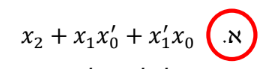 א. x₂ + x₁x₀′ + x₁′x₀